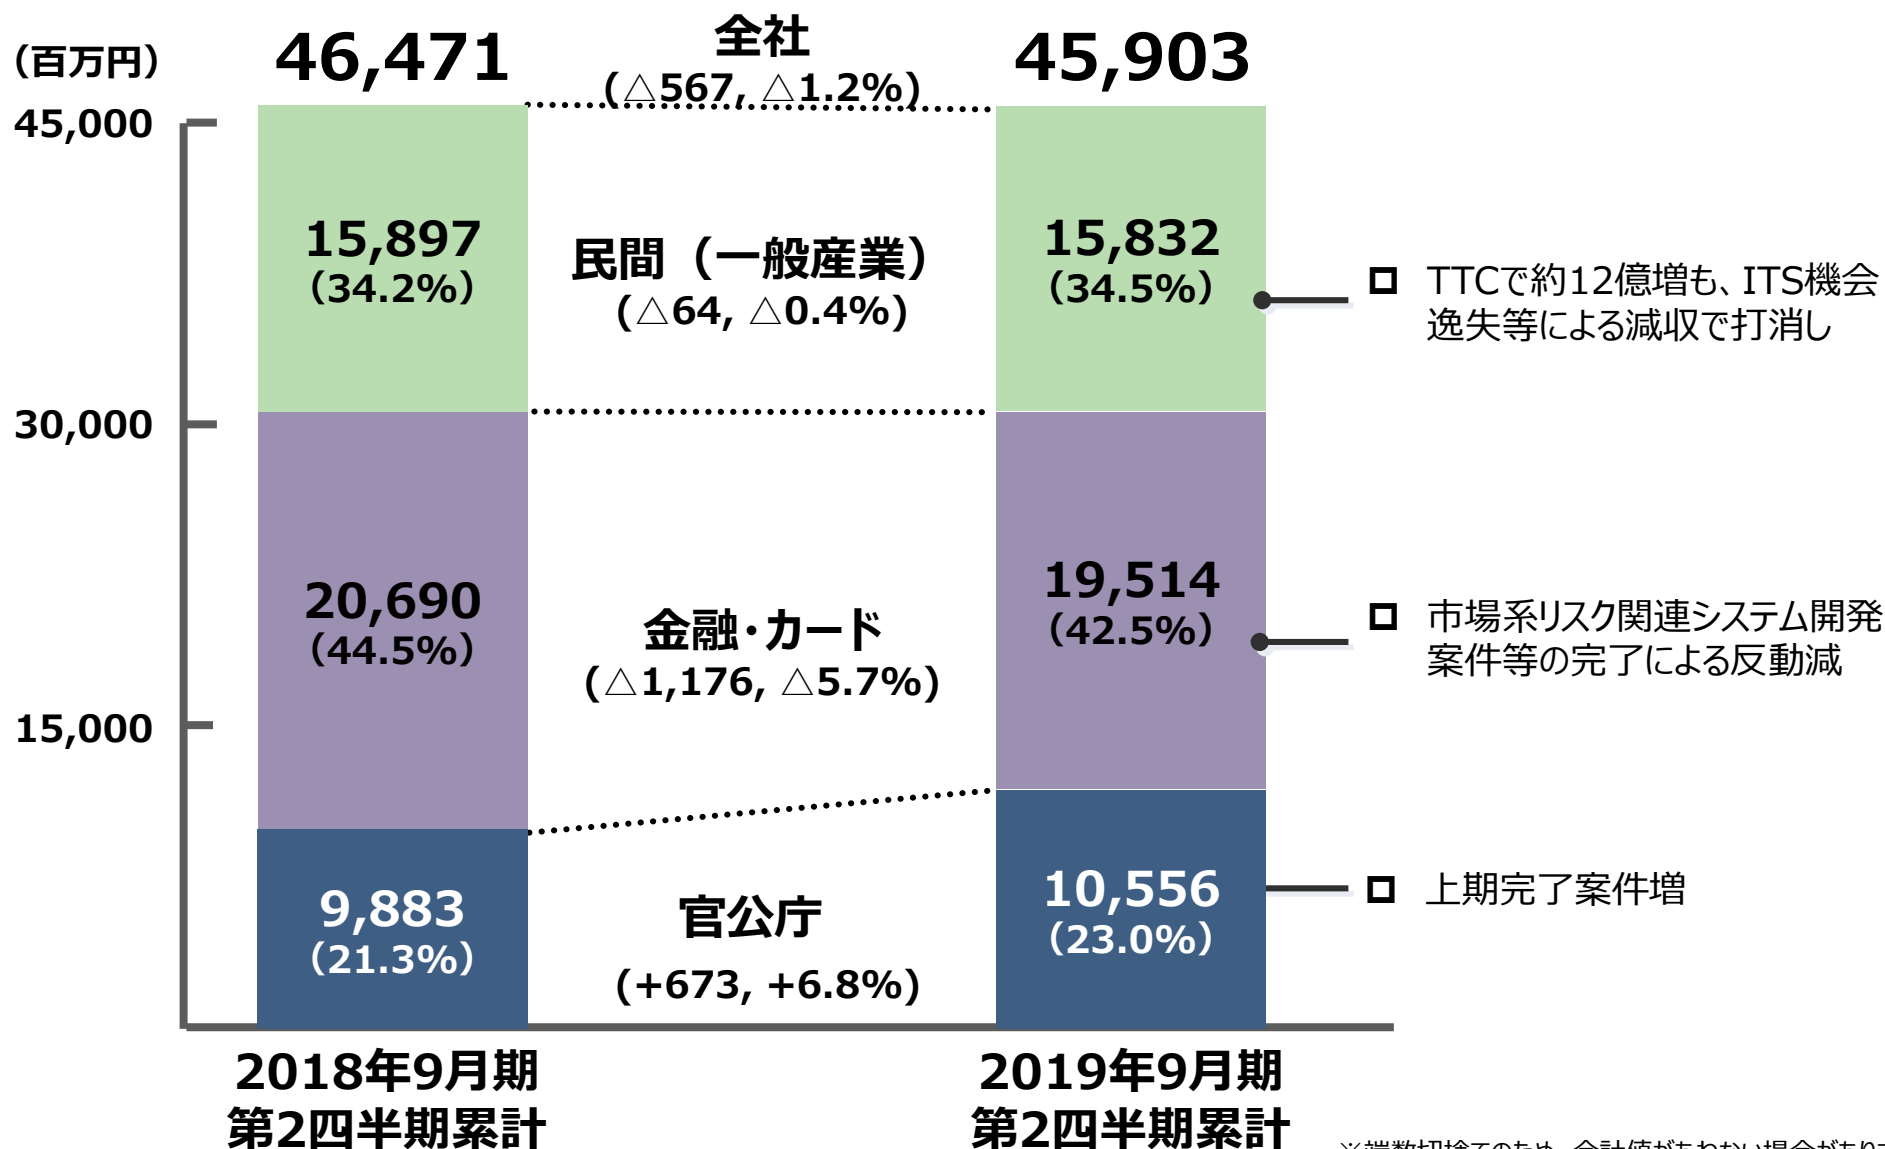 (百万円)
46,471
全社
(△567, △1.2%)
45,903
45,000
30,000
15,000
15,897
(34.2%)
民間（一般産業）
(△64, △0.4%)
15,832
(34.5%)
TTCで約12億増も、ITS機会
逸失等による減収で打消し
20,690
(44.5%)
金融・カード
(△1,176, △5.7%)
19,514
(42.5%)
市場系リスク関連システム開発
案件等の完了による反動減
9,883
(21.3%)
官公庁
(+673, +6.8%)
10,556
(23.0%)
上期完了案件増
2018年9月期
第2四半期累計
2019年9月期
第2四半期累計